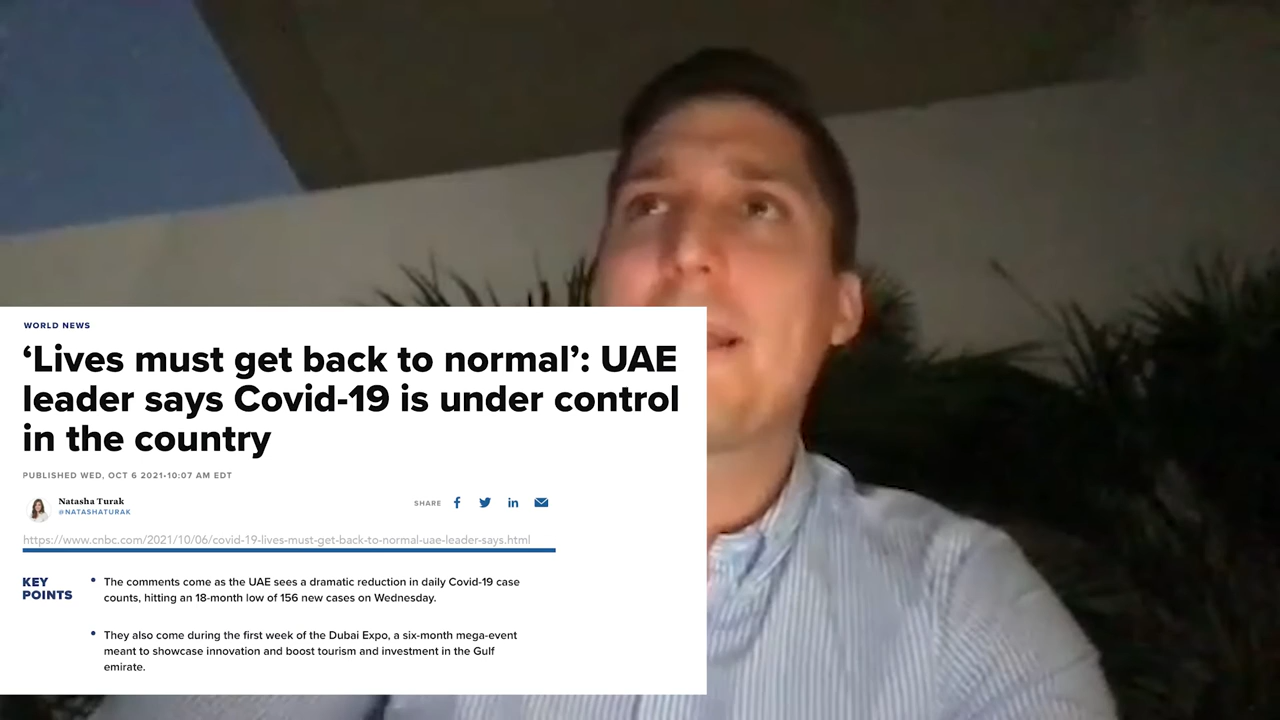 WORLD NEWS
‘Lives must get back to normal’: UAE
leader says Covid-19 is under control
in the country
PUBLISHED WED, OCT 6 2021•10:07 AM EDT
Natasha Turak
@NATASHATURAK
SHARE
https://www.cnbc.com/2021/10/06/covid-19-lives-must-get-back-to-normal-uae-leader-says.html
KEY
POINTS
• The comments come as the UAE sees a dramatic reduction in daily Covid-19 case
counts, hitting an 18-month low of 156 new cases on Wednesday.
• They also come during the first week of the Dubai Expo, a six-month mega-event
meant to showcase innovation and boost tourism and investment in the Gulf
emirate.